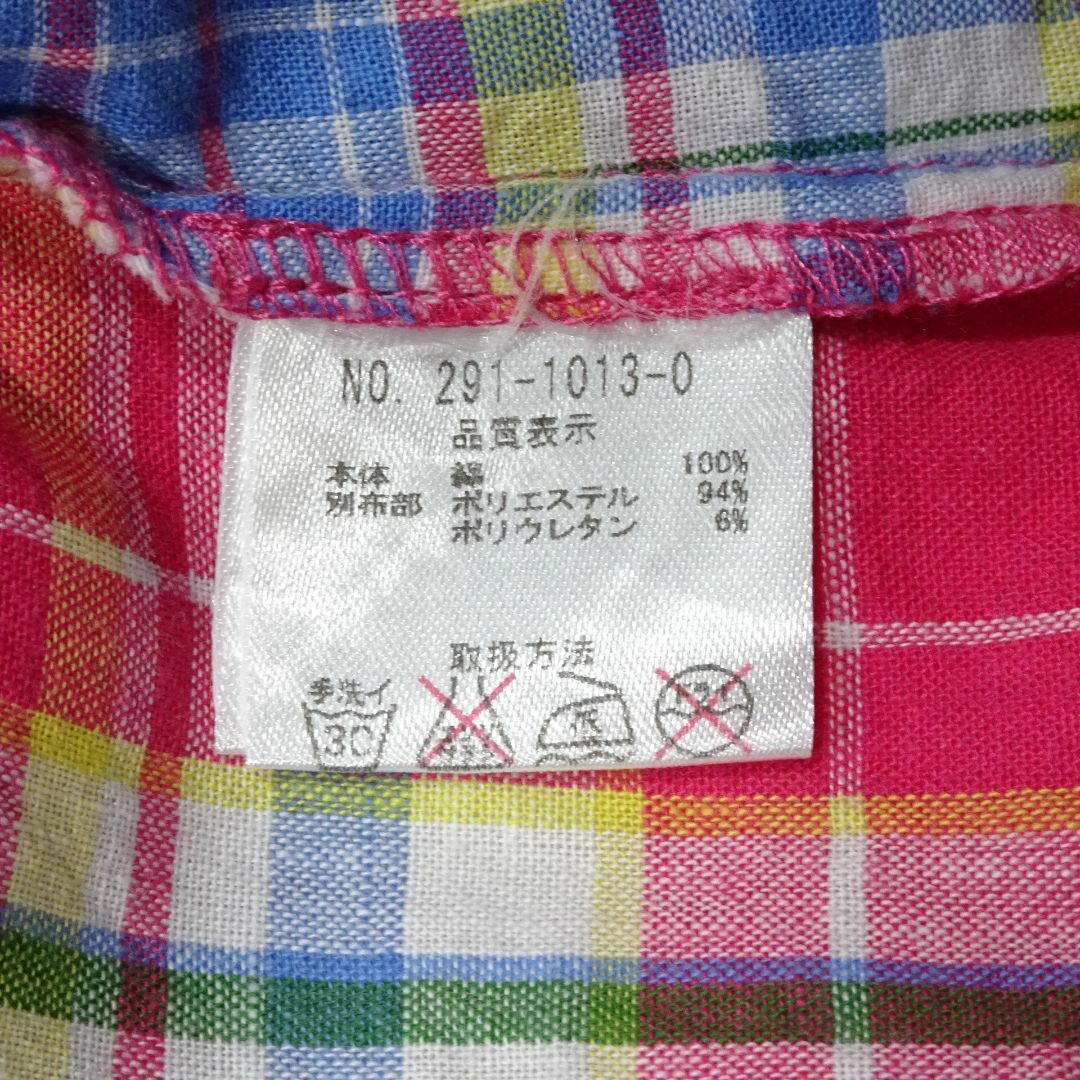 NO. 291-1013-0
品質表示
本体 綿 100%
別布部 ポリエステル 94%
ポリウレタン 6%
取扱方法
手洗イ
30